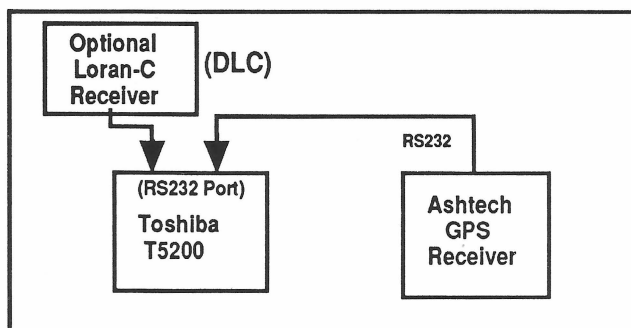 Optional
Loran-C
Receiver
(DLC)
RS232
(RS232 Port)
Toshiba
T5200
Ashtech
GPS
Receiver